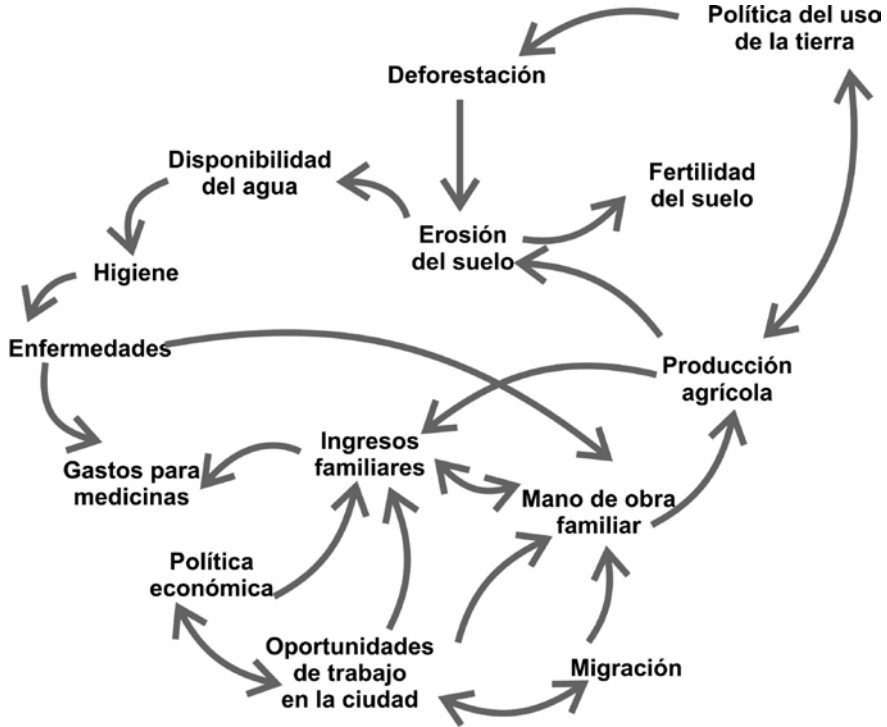 Política del uso
de la tierra
Deforestación
Disponibilidad
del agua
Fertilidad
del suelo
Erosión
del suelo
Higiene
Enfermedades
Producción
agrícola
Ingresos
familiares
Gastos para
medicinas
Mano de obra
familiar
Política
económica
Oportunidades
de trabajo
en la ciudad
Migración